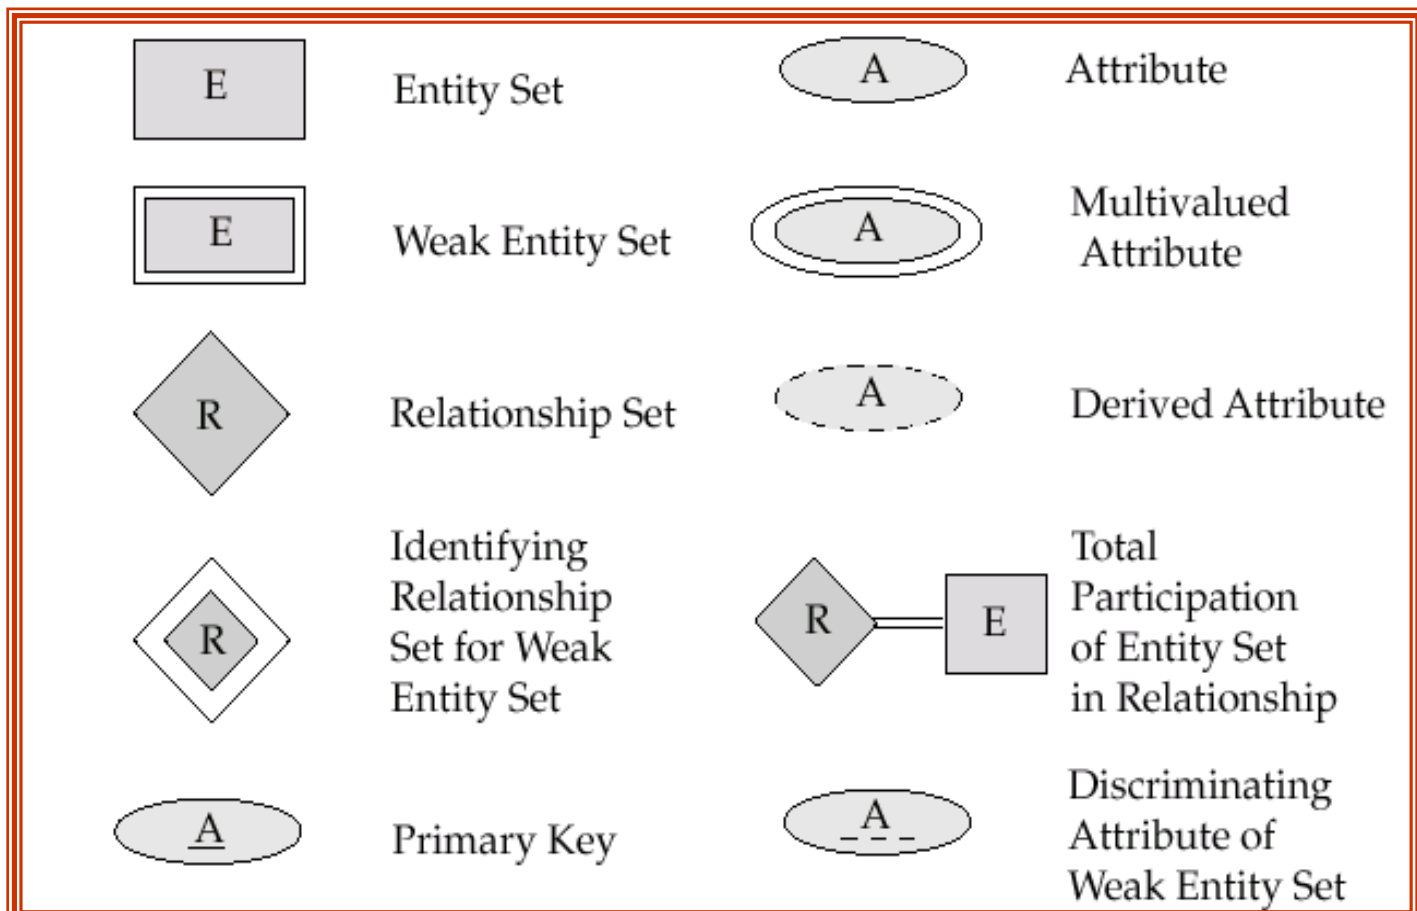 E
Entity Set
A
Attribute
E
Weak Entity Set
A
Multivalued
Attribute
R
Relationship Set
A
Derived Attribute
R
Identifying
Relationship
Set for Weak
Entity Set
R
E
Total
Participation
of Entity Set
in Relationship
A
Primary Key
A
Discriminating
Attribute of
Weak Entity Set